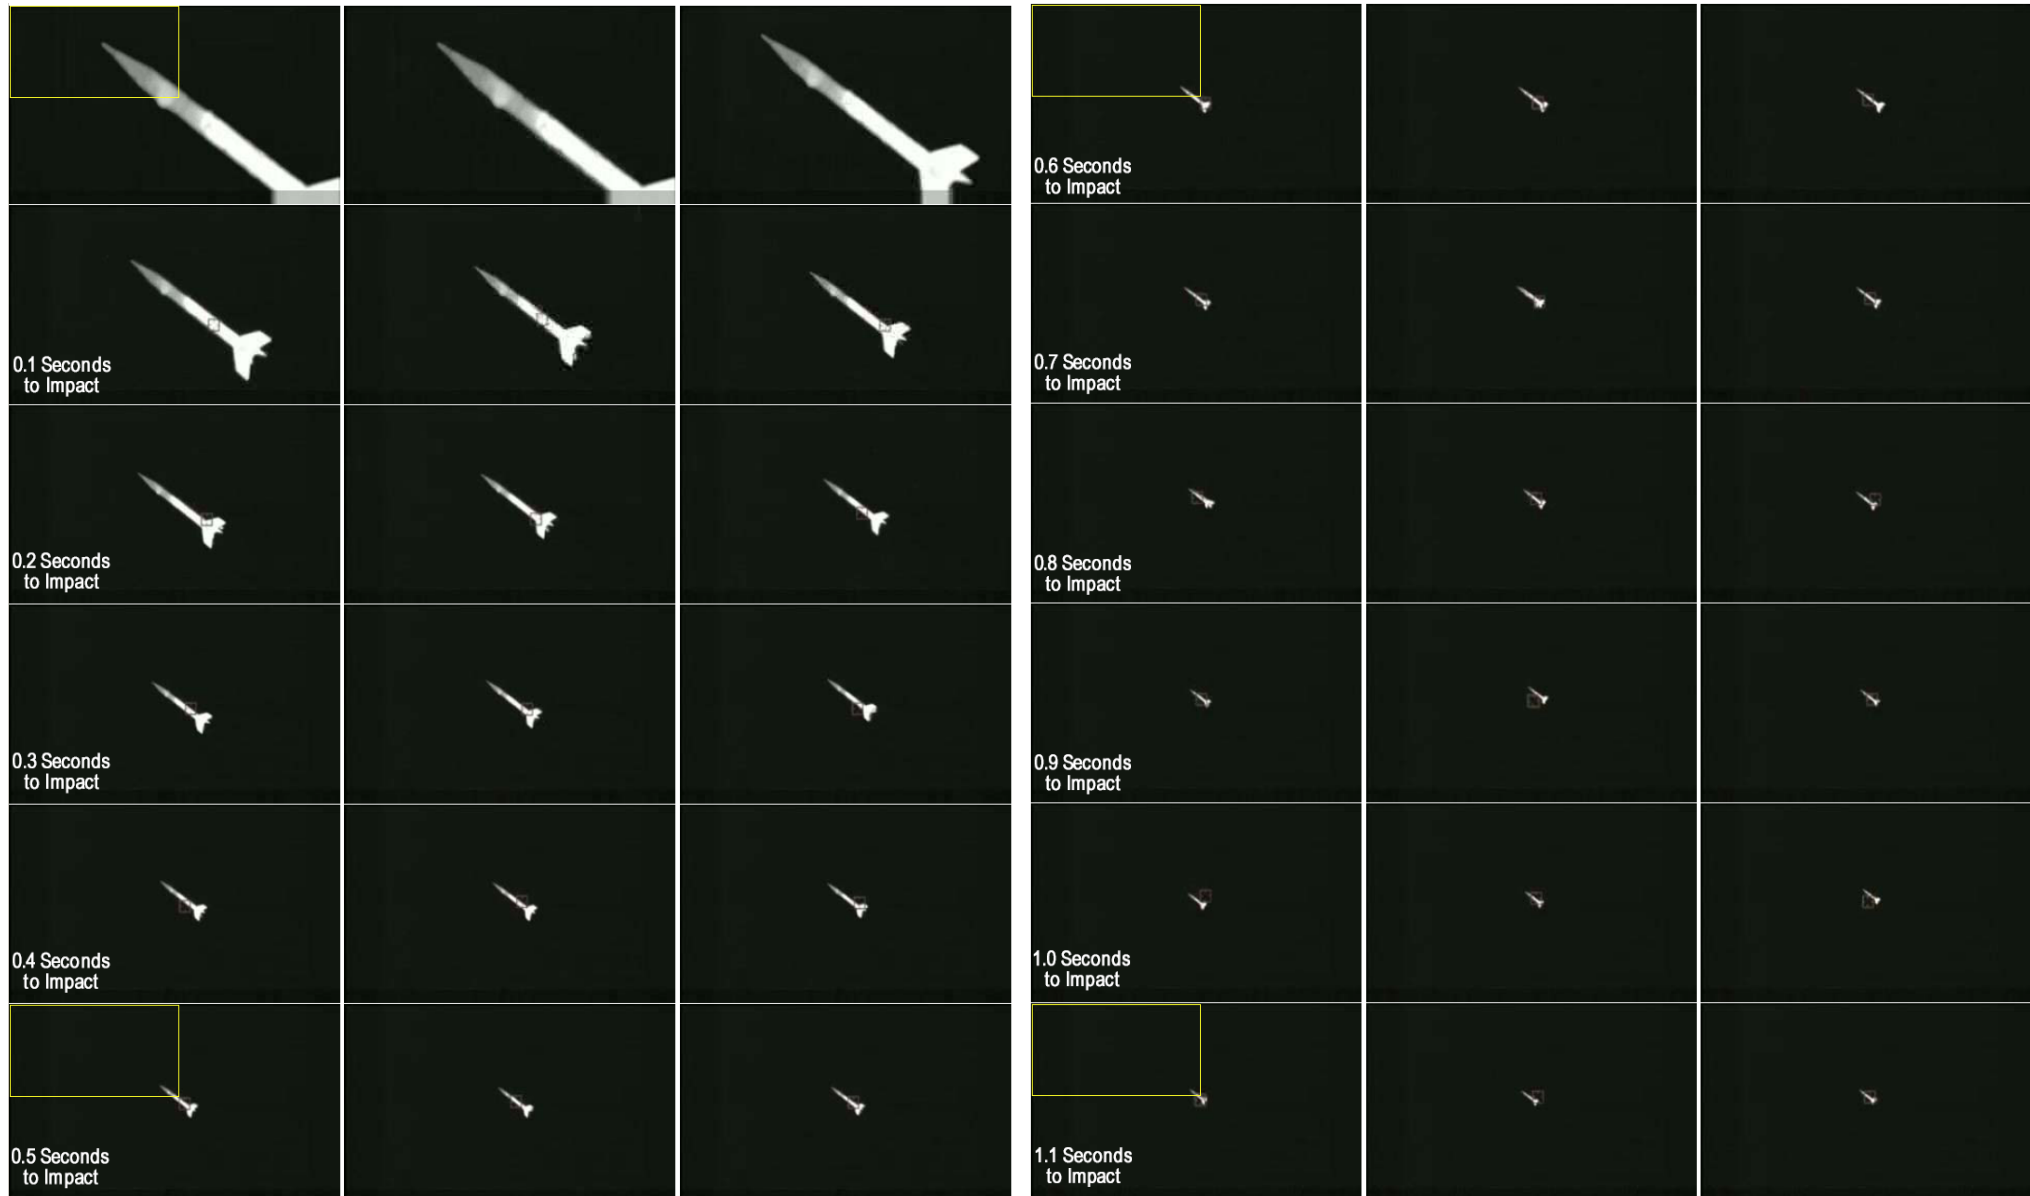 0.1 Seconds
to Impact
0.2 Seconds
to Impact
0.3 Seconds
to Impact
0.4 Seconds
to Impact
0.5 Seconds
to Impact
0.6 Seconds
to Impact
0.7 Seconds
to Impact
0.8 Seconds
to Impact
0.9 Seconds
to Impact
1.0 Seconds
to Impact
1.1 Seconds
to Impact